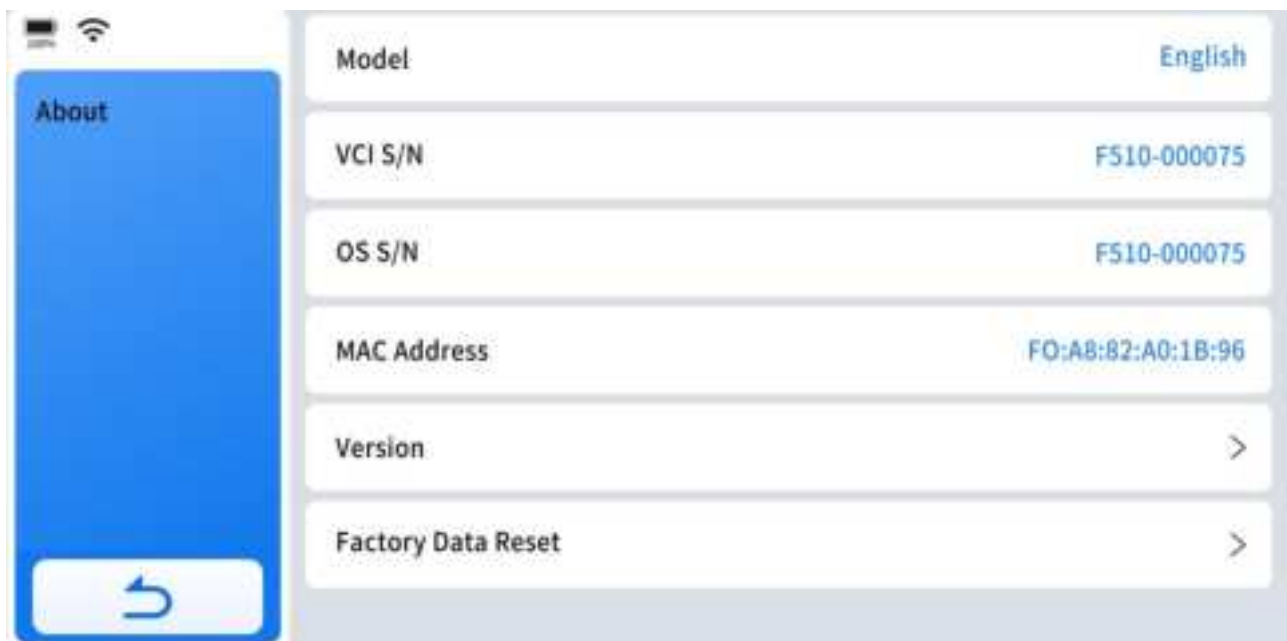 About
Model English
VCI S/N F510-000075
OS S/N F510-000075
MAC Address FO:A8:82:A0:1B:96
Version >
Factory Data Reset >